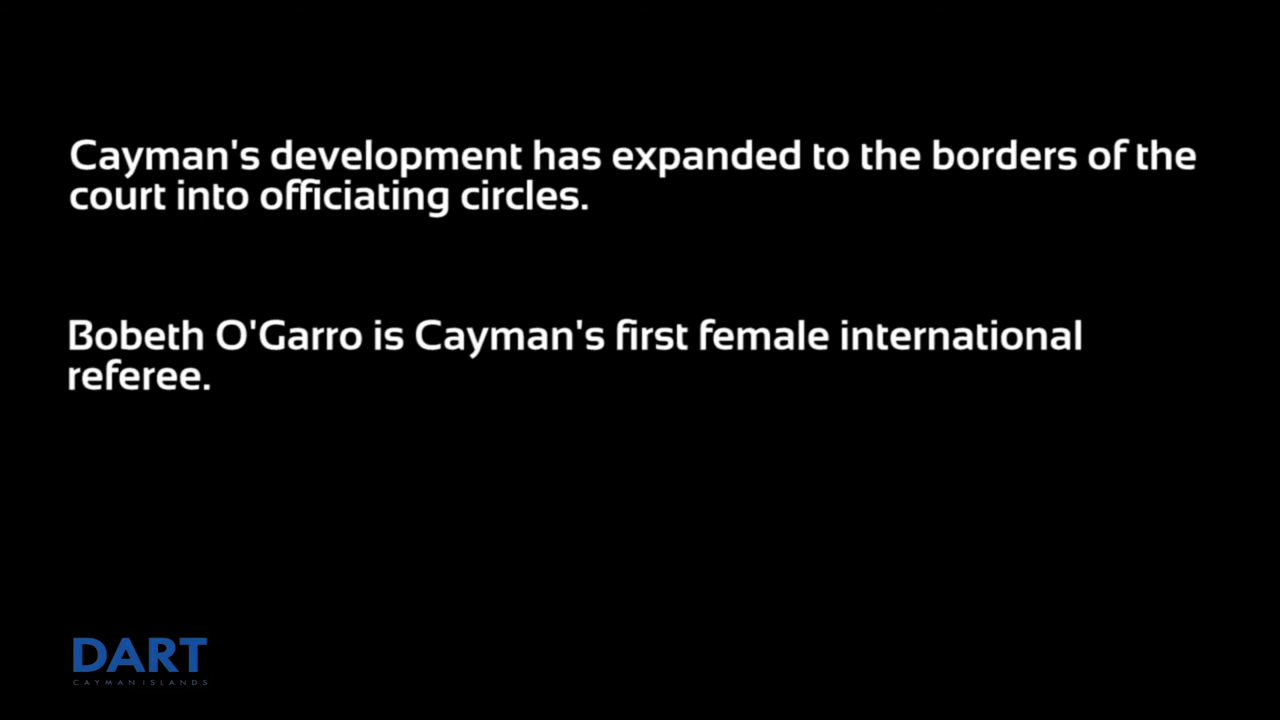 Cayman's development has expanded to the borders of the
court into officiating circles.
Bobeth O'Garro is Cayman's first female international
referee.
DART
CAYMAN ISLANDS